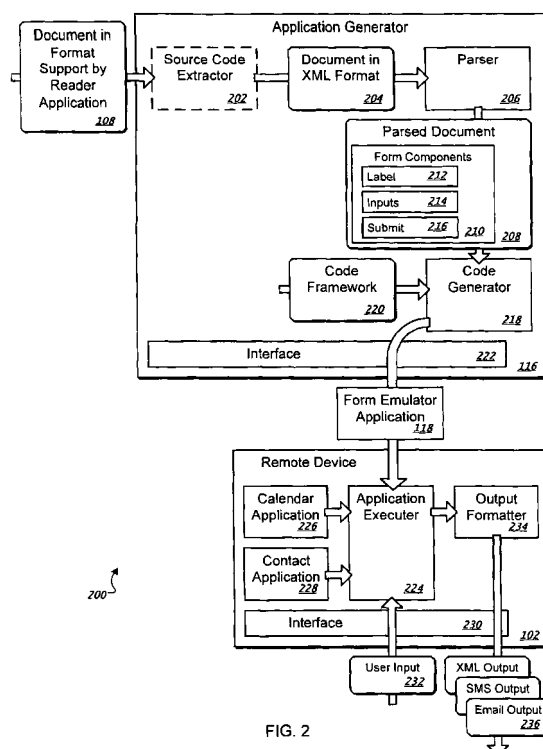 Application Generator
Document in
Format
Support by
Reader
Application
108
Source Code
Extractor
202
Document in
XML Format
204
Parser
206
Parsed Document
Form Components
Label 212
Inputs 214
Submit 216
210
208
Code
Framework
220
Code
Generator
218
Interface 222
116
Form Emulator
Application
118
Remote Device
Calendar
Application
226
Application
Executer
224
Output
Formatter
234
Contact
Application
228
200
Interface 230
102
User Input
232
XML Output
SMS Output
Email Output
236
FIG. 2